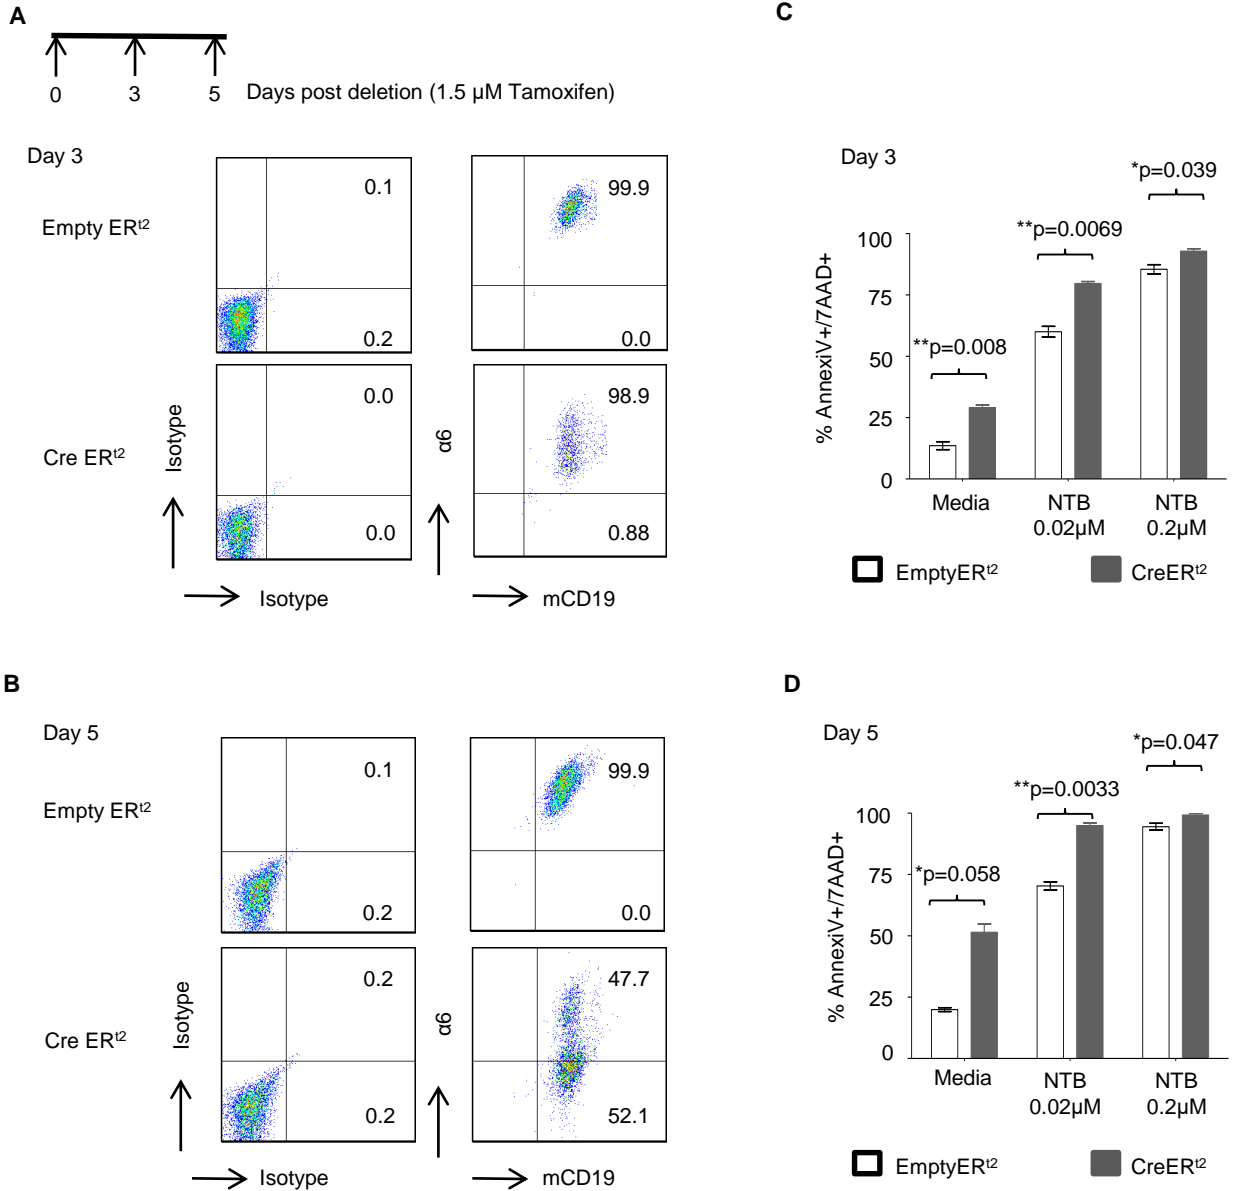 A
0 3 5 Days post deletion (1.5 µM Tamoxifen)
Day 3
Empty ERt2
0.1
0.2
99.9
0.0
Cre ERt2
Isotype
0.0
0.0
α6
98.9
0.88
Isotype
mCD19
B
Day 5
Empty ERt2
0.1
0.2
99.9
0.0
Cre ERt2
Isotype
0.2
0.2
α6
47.7
52.1
Isotype
mCD19
C
Day 3
% AnnexiV+/7AAD+
100
75
50
25
0
**p=0.008
**p=0.0069
*p=0.039
Media
NTB
0.02µM
NTB
0.2µM
EmptyERt2
CreERt2
D
Day 5
% AnnexiV+/7AAD+
100
75
50
25
0
*p=0.058
**p=0.0033
*p=0.047
Media
NTB
0.02µM
NTB
0.2µM
EmptyERt2
CreERt2